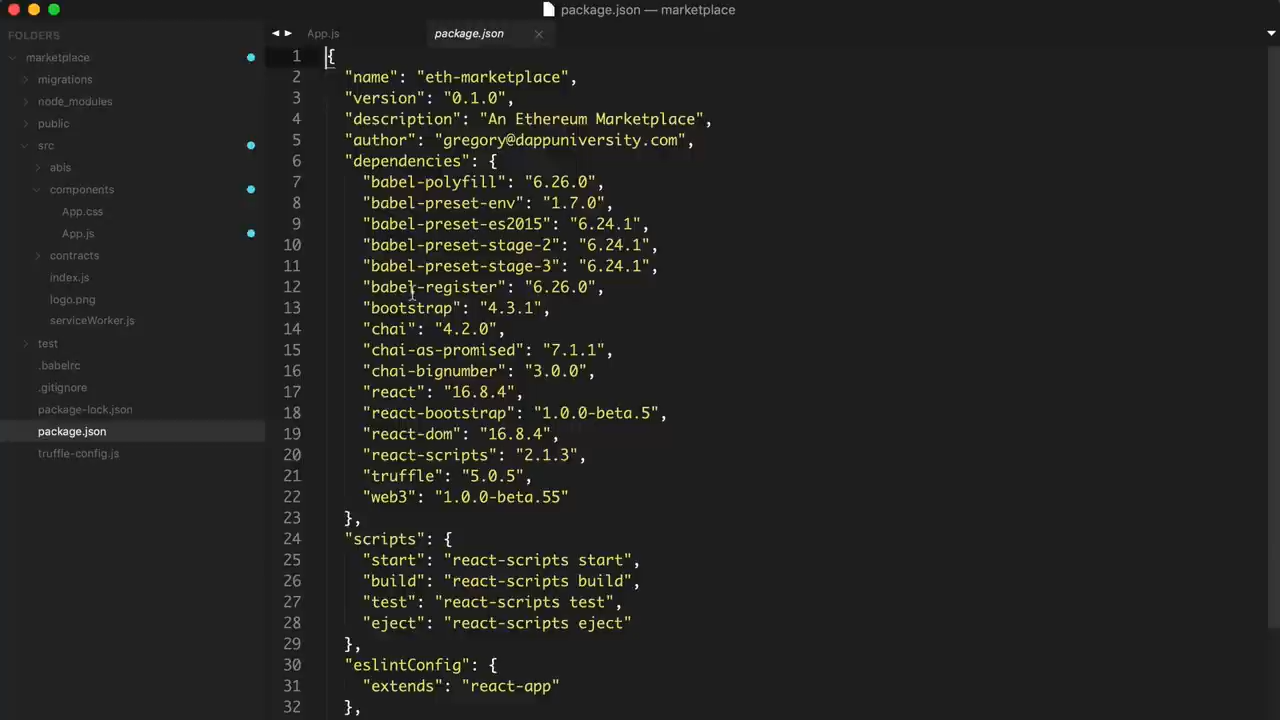 package.json — marketplace
FOLDERS
marketplace
migrations
node_modules
public
src
abis
components
App.css
App.js
contracts
index.js
logo.png
serviceWorker.js
test
.babelrc
.gitignore
package-lock.json
package.json
truffle-config.js
App.js
package.json
1 {
2 "name": "eth-marketplace",
3 "version": "0.1.0",
4 "description": "An Ethereum Marketplace",
5 "author": "gregory@dappuniversity.com",
6 "dependencies": {
7 "babel-polyfill": "6.26.0",
8 "babel-preset-env": "1.7.0",
9 "babel-preset-es2015": "6.24.1",
10 "babel-preset-stage-2": "6.24.1",
11 "babel-preset-stage-3": "6.24.1",
12 "babel-register": "6.26.0",
13 "bootstrap": "4.3.1",
14 "chai": "4.2.0",
15 "chai-as-promised": "7.1.1",
16 "chai-bignumber": "3.0.0",
17 "react": "16.8.4",
18 "react-bootstrap": "1.0.0-beta.5",
19 "react-dom": "16.8.4",
20 "react-scripts": "2.1.3",
21 "truffle": "5.0.5",
22 "web3": "1.0.0-beta.55"
23 },
24 "scripts": {
25 "start": "react-scripts start",
26 "build": "react-scripts build",
27 "test": "react-scripts test",
28 "eject": "react-scripts eject"
29 },
30 "eslintConfig": {
31 "extends": "react-app"
32 },